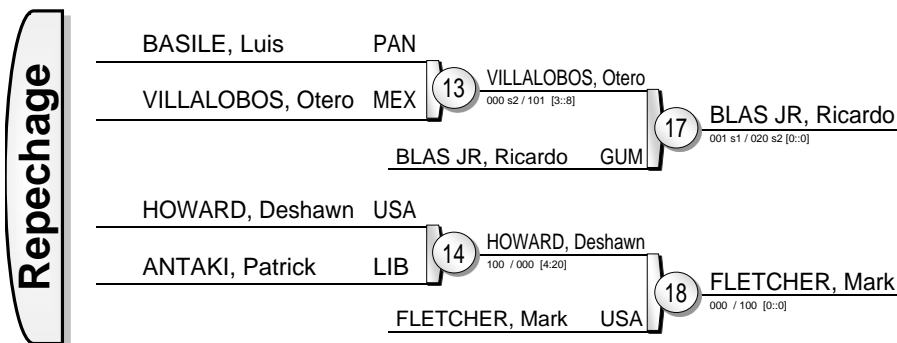 Repechage
BASILE, Luis PAN
VILLALOBOS, Otero MEX
13
VILLALOBOS, Otero
000 s2 / 101 [3::8]
BLAS JR, Ricardo GUM
17
BLAS JR, Ricardo
001 s1 / 020 s2 [0::0]
HOWARD, Deshawn USA
ANTAKI, Patrick LIB
14
HOWARD, Deshawn
100 / 000 [4:20]
FLETCHER, Mark USA
18
FLETCHER, Mark
000 / 100 [0::0]